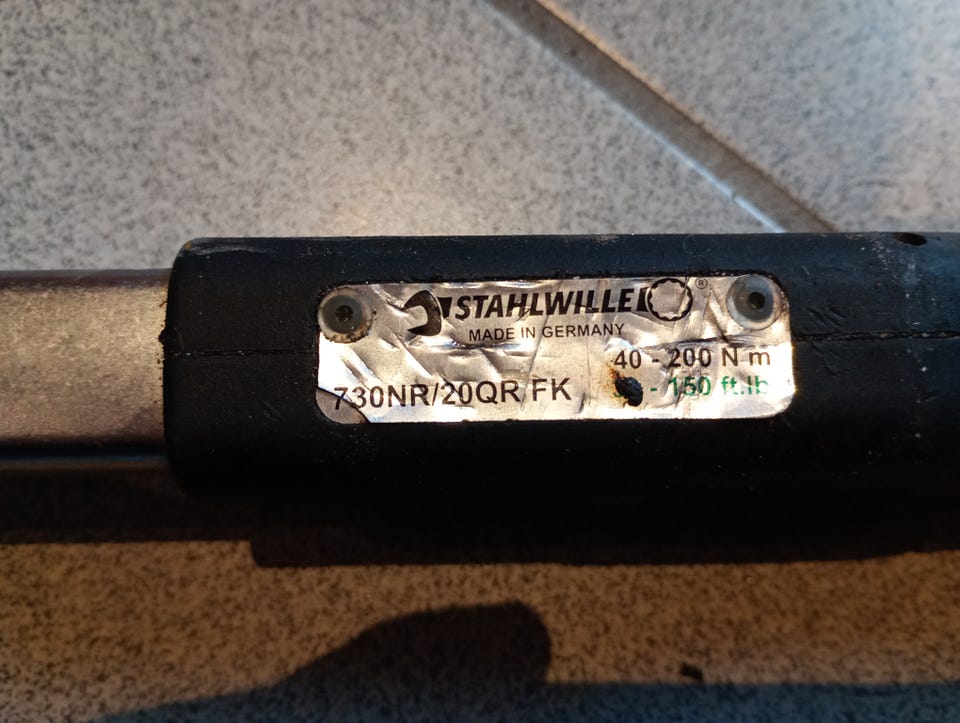 STAHLWILLE ®
MADE IN GERMANY
40 - 200 N m
730NR/20QR FK
- 150 ft.lb